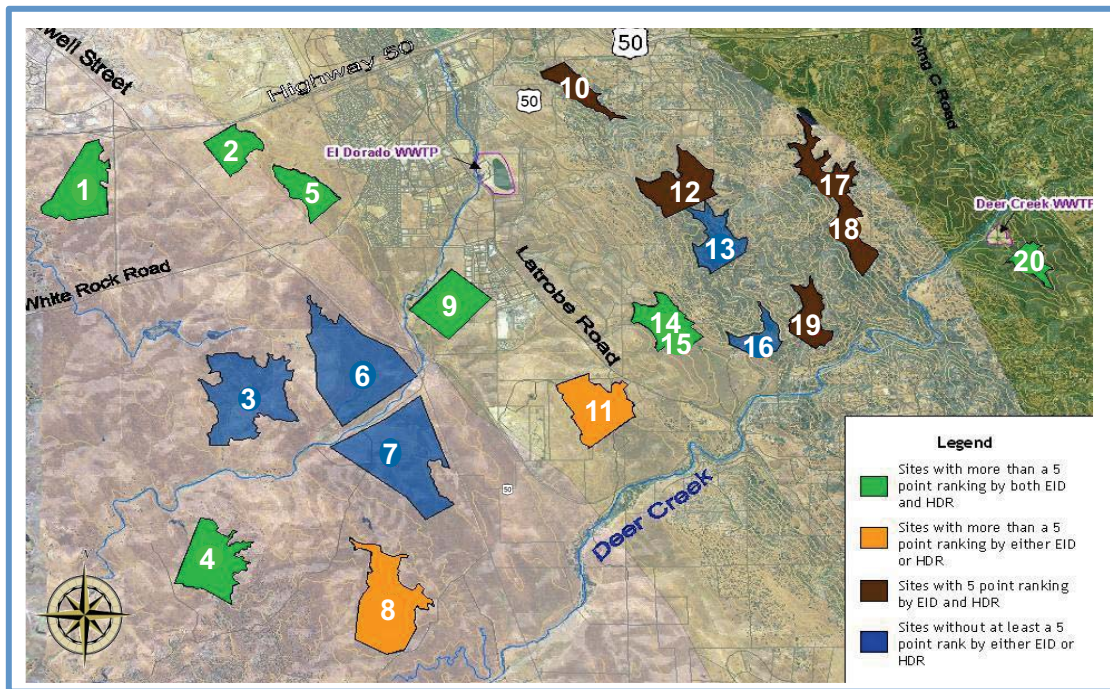 well Street
Highway 50
50
50
Flying C Road
10
1
2
El Dorado WWTP
5
12
17
Deer Creek WWTP
13
18
20
White Rock Road
Latrobe Road
9
14
15
16
19
6
3
11
7
50
Deer Creek
4
8
Legend
Sites with more than a 5
point ranking by both EID
and HDR
Sites with more than a 5
point ranking by either EID
or HDR
Sites with 5 point ranking
by EID and HDR
Sites without at least a 5
point rank by either EID or
HDR